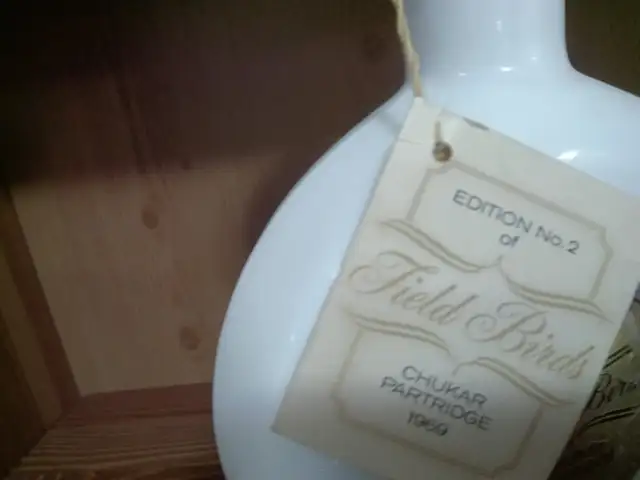 EDITION No. 2
of
Field Birds
CHUKAR
PARTRIDGE
1969